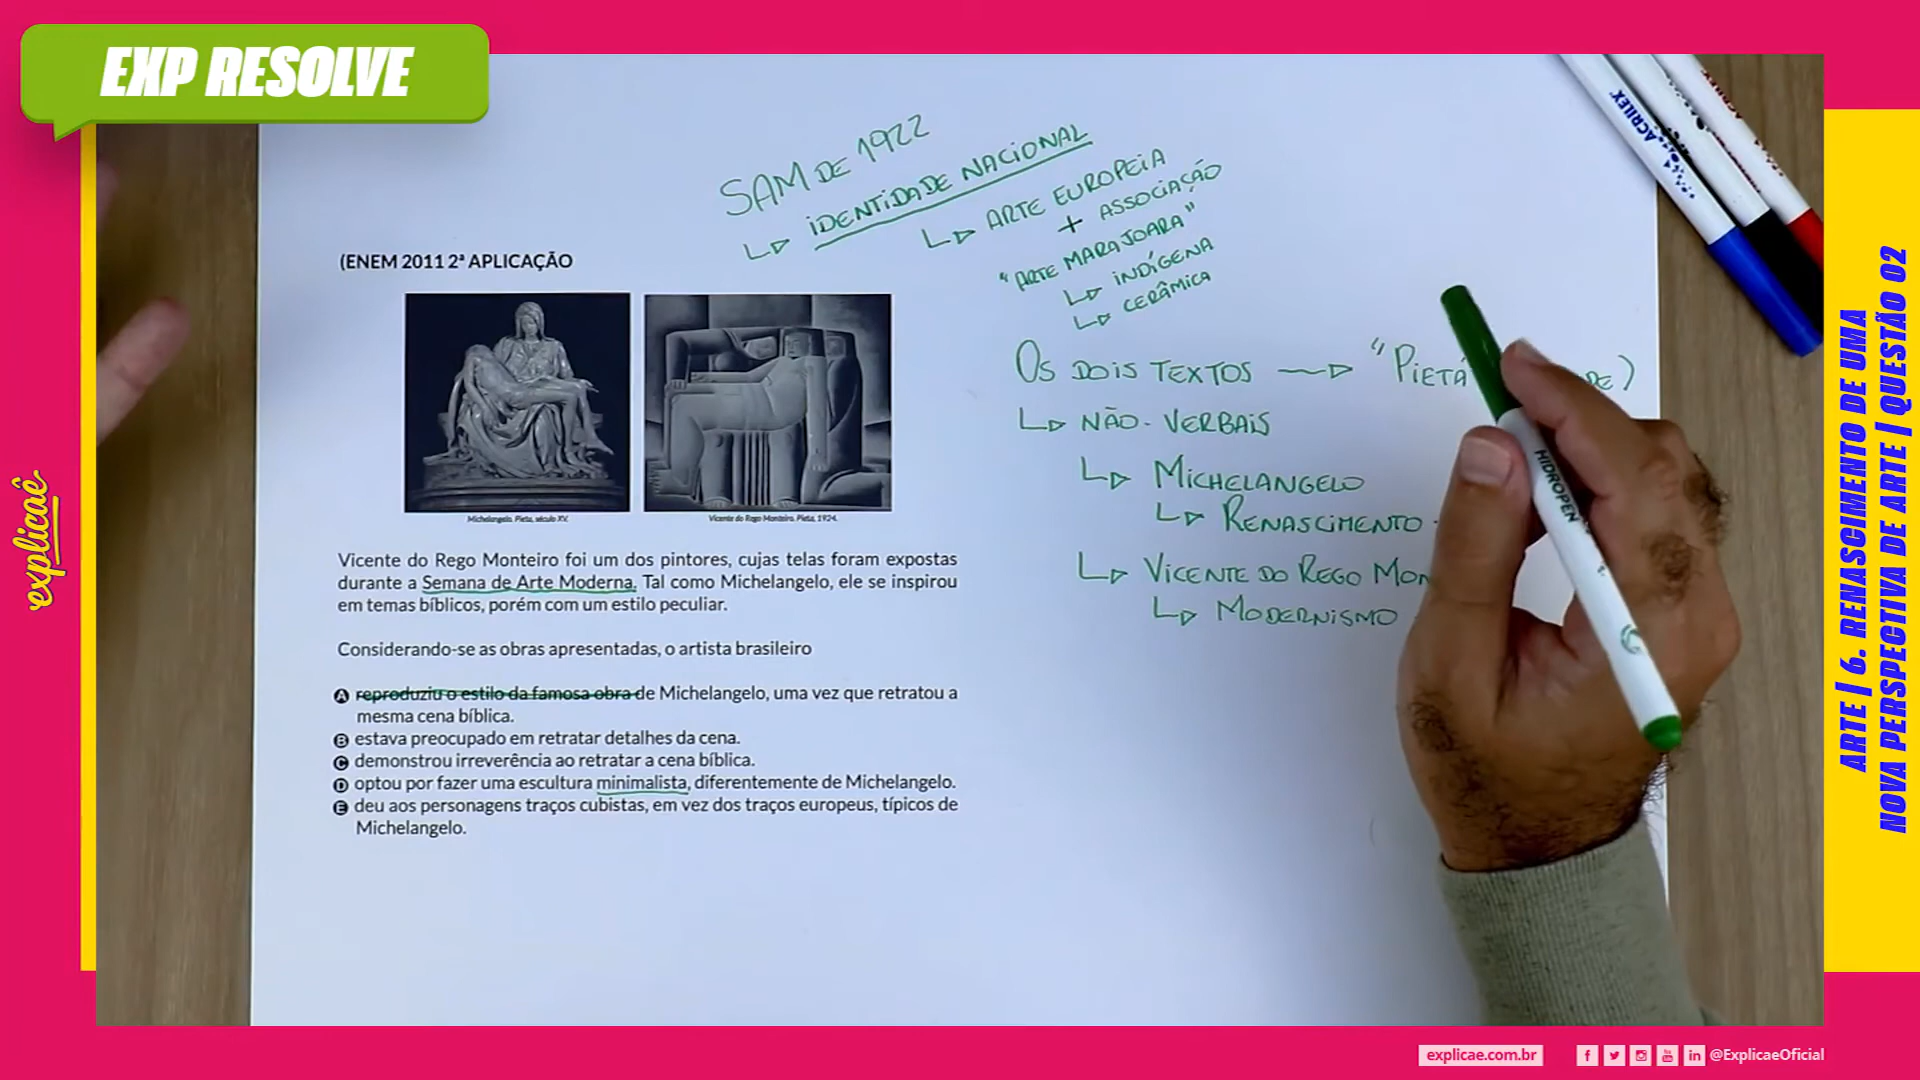 EXP RESOLVE
SAM DE 1922
↳ IDENTIDADE NACIONAL
↳ ARTE EUROPEIA
+ ASSOCIAÇÃO
"ARTE MARAJOARA"
↳ INDÍGENA
↳ CERÂMICA
(ENEM 2011 2ª APLICAÇÃO
Michelangelo. Pieta, século XV.
Vicente do Rego Monteiro. Pieta, 1924.
Vicente do Rego Monteiro foi um dos pintores, cujas telas foram expostas
durante a Semana de Arte Moderna. Tal como Michelangelo, ele se inspirou
em temas bíblicos, porém com um estilo peculiar.
Considerando-se as obras apresentadas, o artista brasileiro
A reproduziu o estilo da famosa obra de Michelangelo, uma vez que retratou a
mesma cena bíblica.
B estava preocupado em retratar detalhes da cena.
C demonstrou irreverência ao retratar a cena bíblica.
D optou por fazer uma escultura minimalista, diferentemente de Michelangelo.
E deu aos personagens traços cubistas, em vez dos traços europeus, típicos de
Michelangelo.
OS DOIS TEXTOS → "PIETÁ
↳ NÃO-VERBAIS
↳ MICHELANGELO
↳ RENASCIMENTO
↳ VICENTE DO REGO
↳ MODERNISMO
ACRILEX
HIDROPEN
explicaê
ARTE | 6. RENASCIMENTO DE UMA
NOVA PERSPECTIVA DE ARTE | QUESTÃO 02
explicae.com.br
@ExplicaeOficial